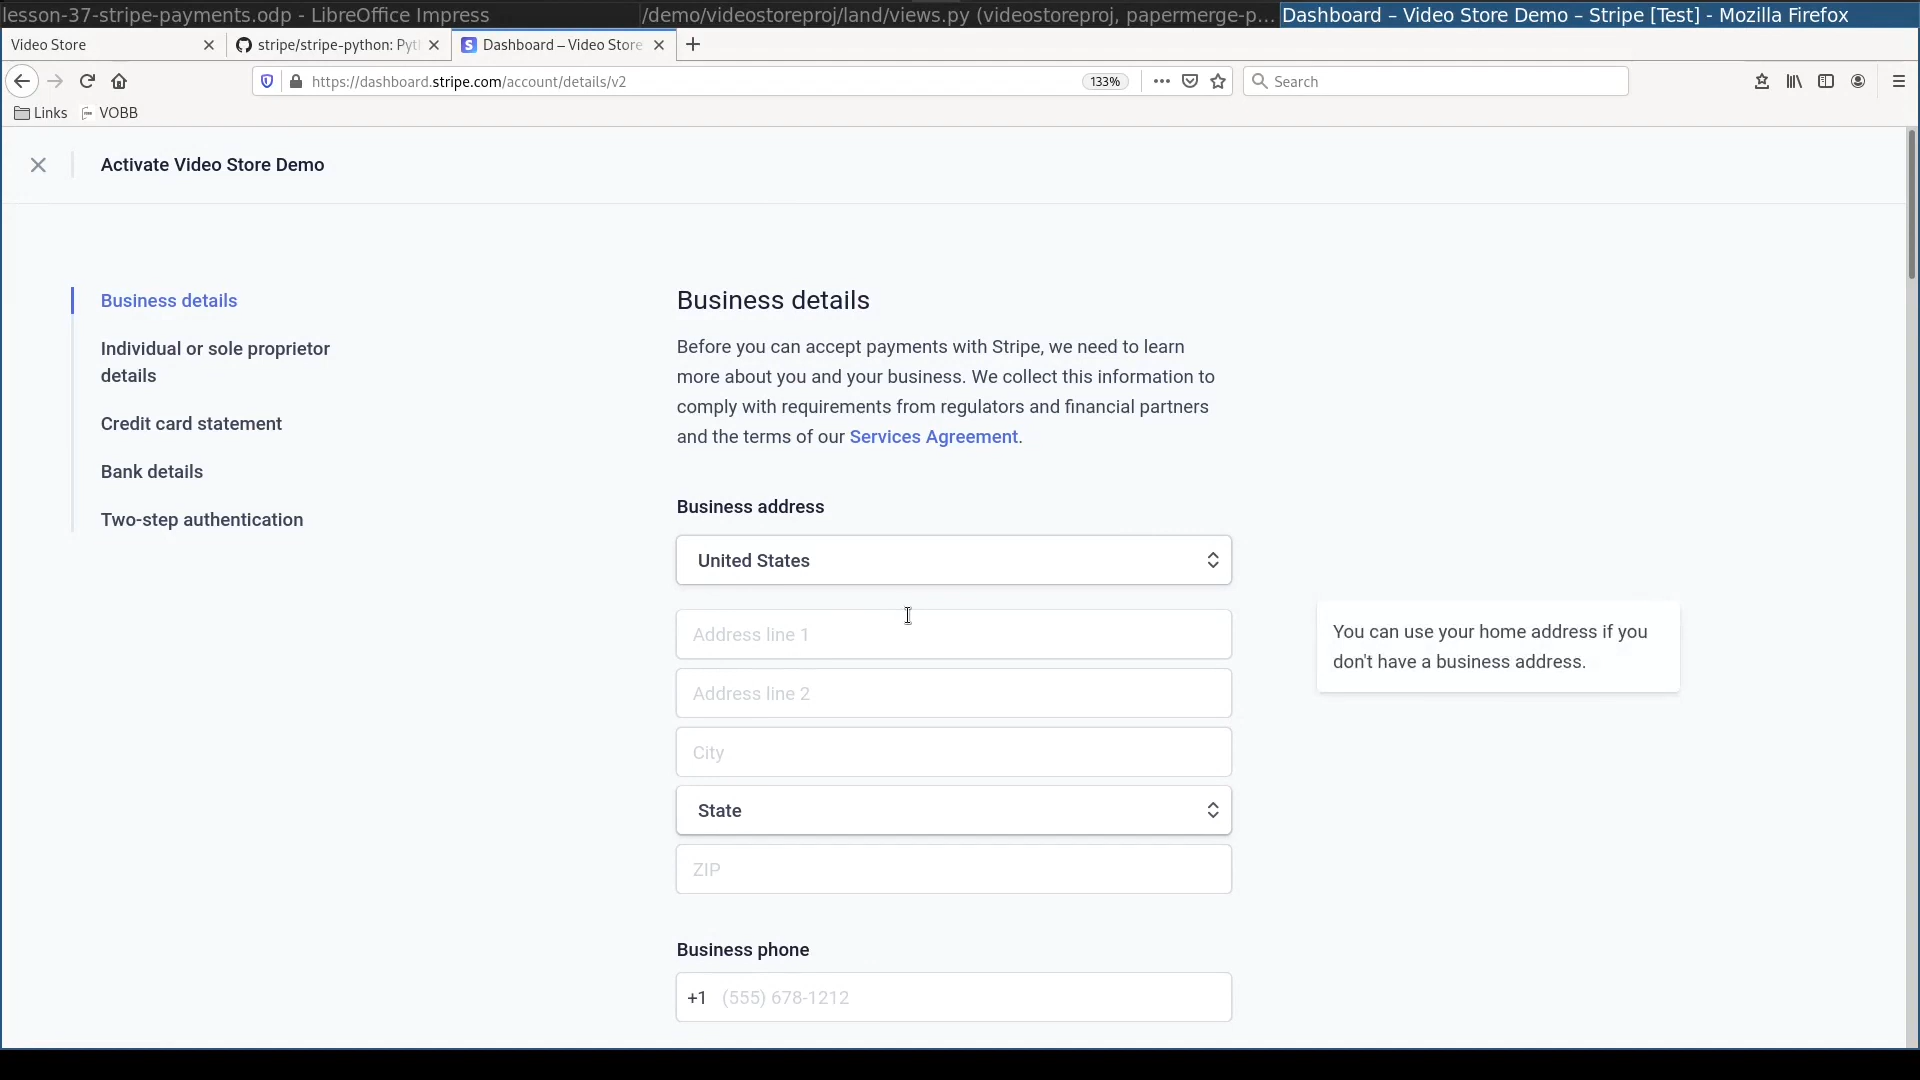 lesson-37-stripe-payments.odp - LibreOffice Impress
/demo/videostoreproj/land/views.py (videostoreproj, papermerge-p...
Dashboard – Video Store Demo – Stripe [Test] - Mozilla Firefox
Video Store
stripe/stripe-python: Pyt
Dashboard – Video Store
https://dashboard.stripe.com/account/details/v2
133%
Search
Links
VOBB
Activate Video Store Demo
Business details
Individual or sole proprietor
details
Credit card statement
Bank details
Two-step authentication
Business details
Before you can accept payments with Stripe, we need to learn
more about you and your business. We collect this information to
comply with requirements from regulators and financial partners
and the terms of our Services Agreement.
Business address
United States
Address line 1
Address line 2
City
State
ZIP
You can use your home address if you
don't have a business address.
Business phone
+1 (555) 678-1212